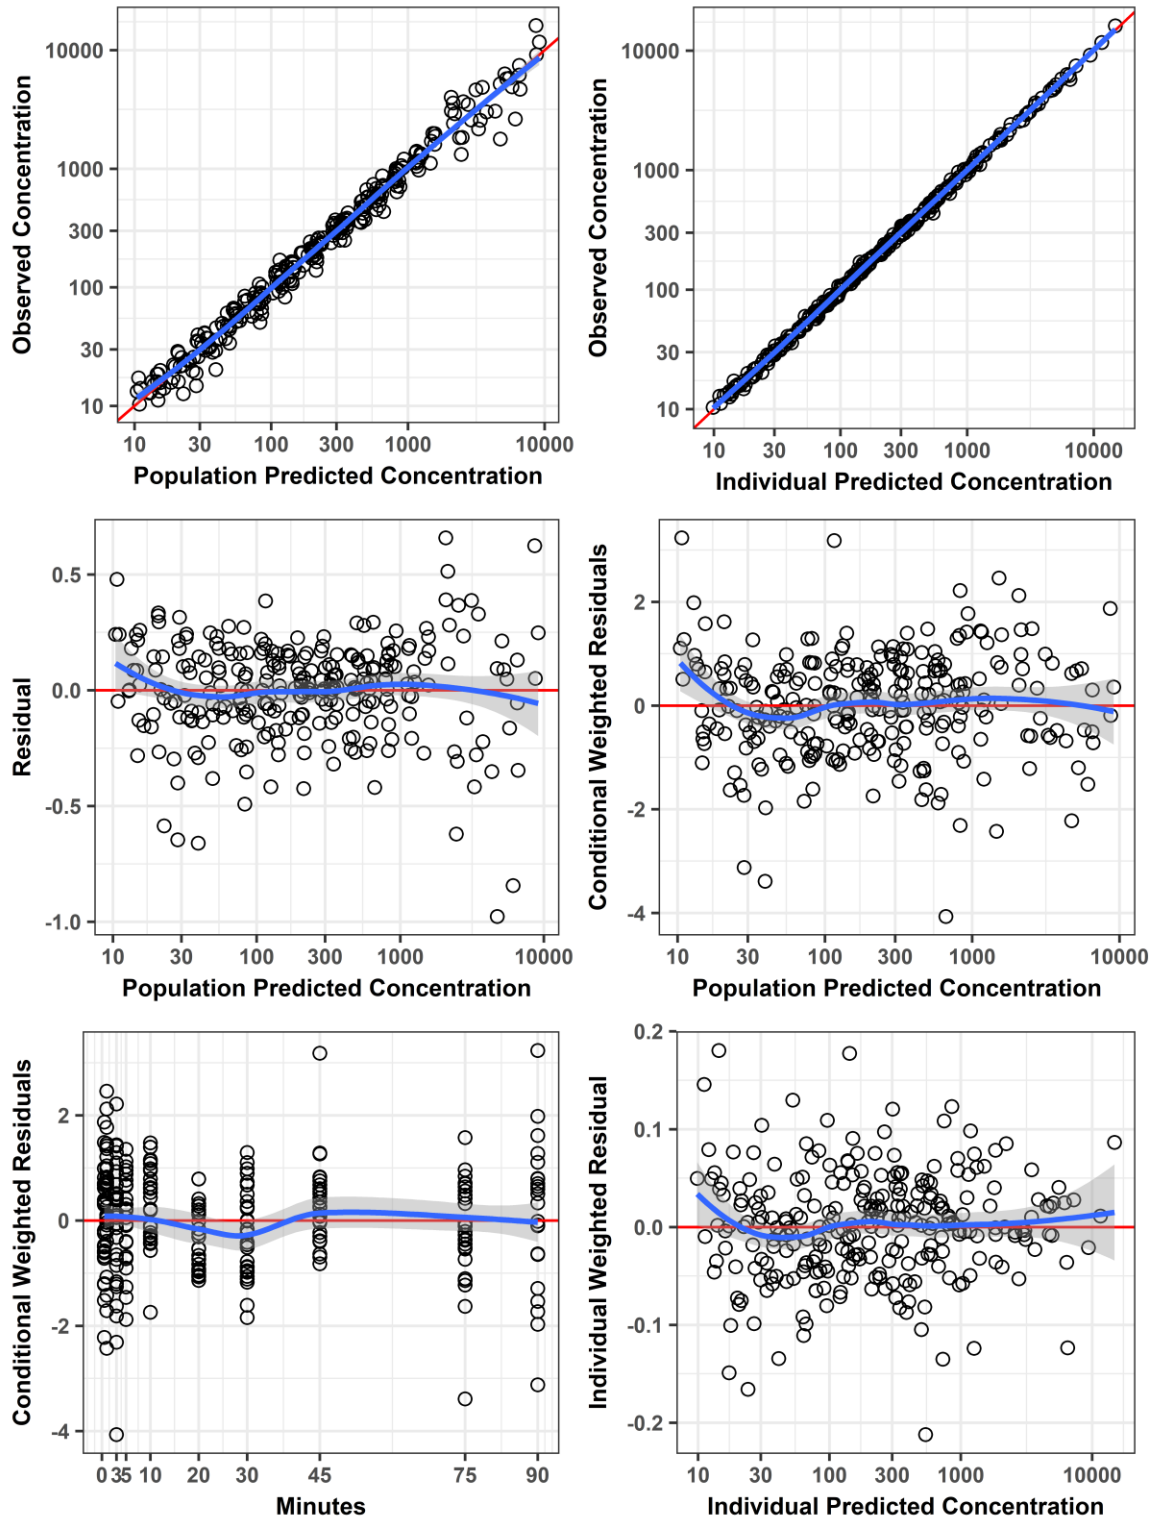 Observed Concentration
10000
1000
300
100
30
10
10 30 100 300 1000 10000
Population Predicted Concentration
Observed Concentration
10000
1000
300
100
30
10
10 30 100 300 1000 10000
Individual Predicted Concentration
Residual
0.5
0.0
-0.5
-1.0
10 30 100 300 1000 10000
Population Predicted Concentration
Conditional Weighted Residuals
2
0
-2
-4
10 30 100 300 1000 10000
Population Predicted Concentration
Conditional Weighted Residuals
2
0
-2
-4
0 35 10 20 30 45 75 90
Minutes
Individual Weighted Residual
0.2
0.1
0.0
-0.1
-0.2
10 30 100 300 1000 10000
Individual Predicted Concentration